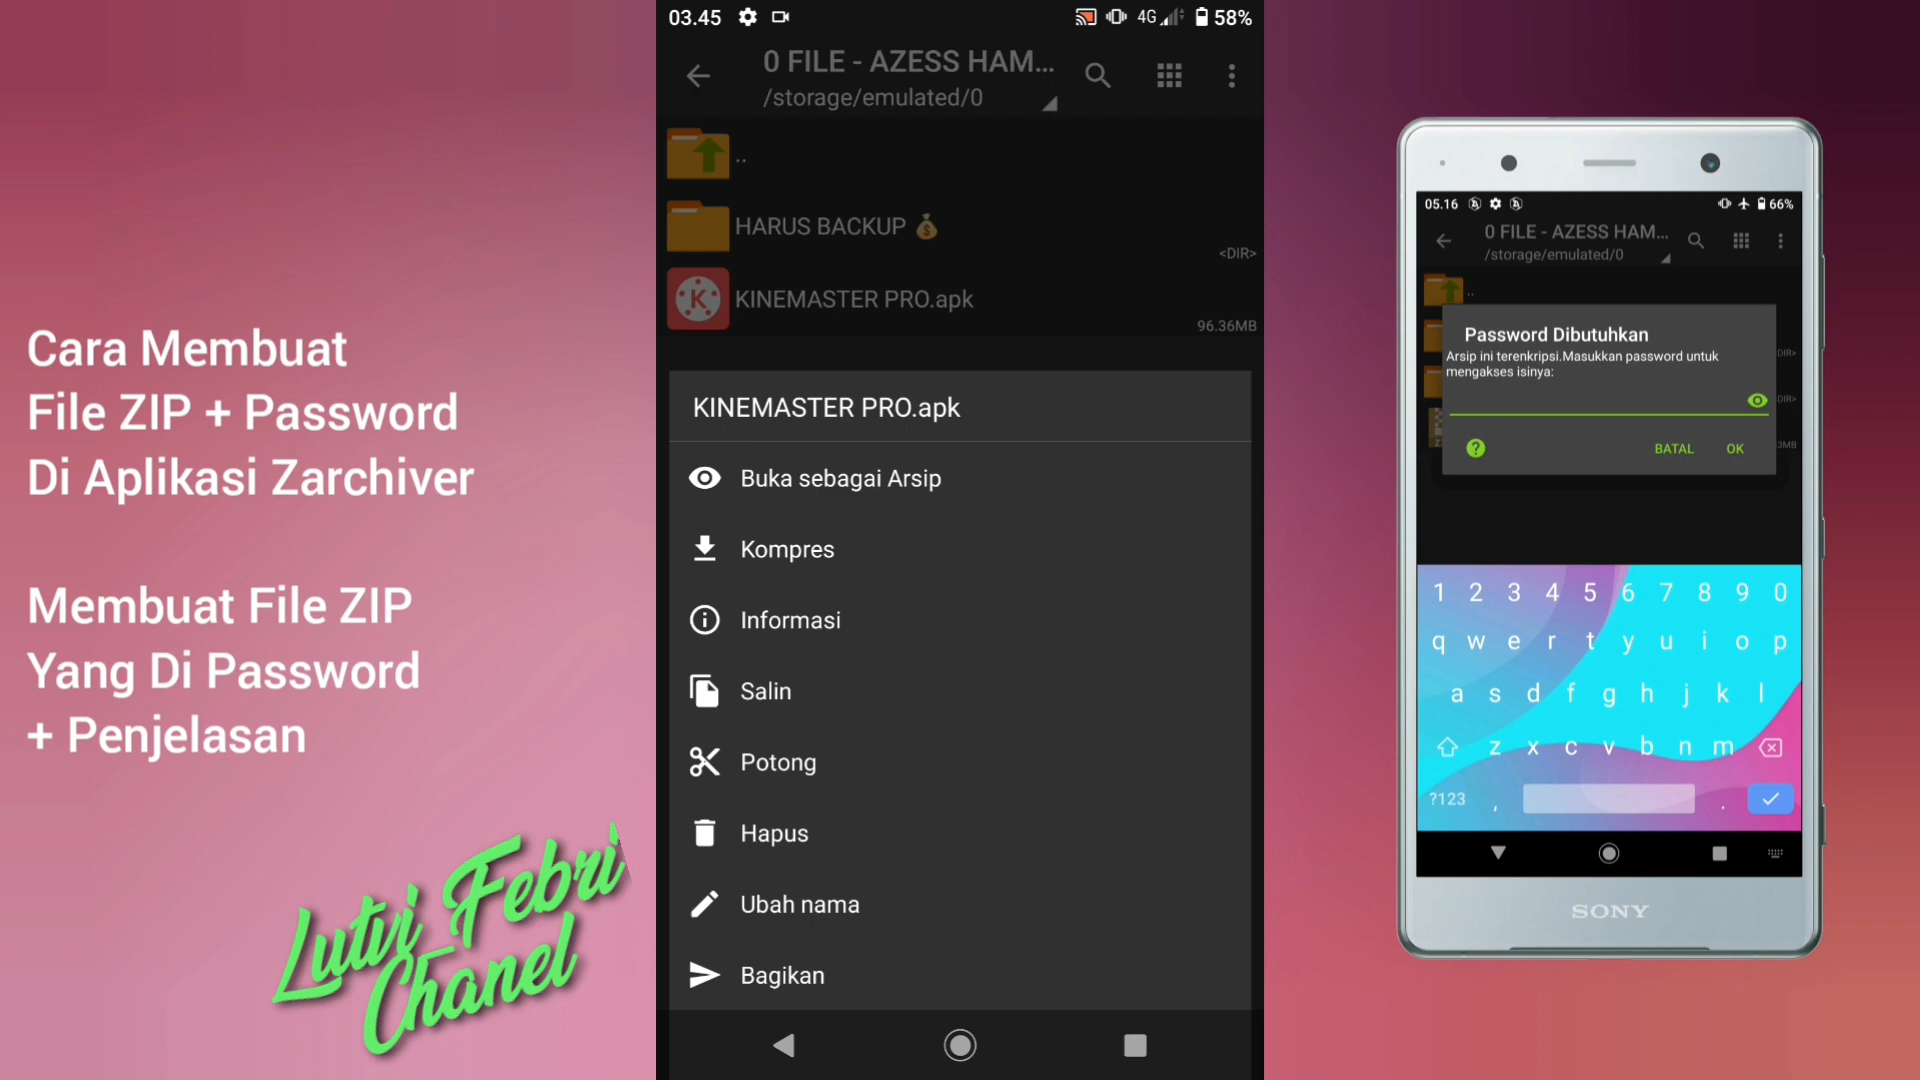 Cara Membuat
File ZIP + Password
Di Aplikasi Zarchiver
Membuat File ZIP
Yang Di Password
+ Penjelasan
Lutvi Febri
Chanel
03.45
4G
58%
0 FILE - AZESS HAM...
/storage/emulated/0
..
HARUS BACKUP 💰
<DIR>
KINEMASTER PRO.apk
96.36MB
KINEMASTER PRO.apk
Buka sebagai Arsip
Kompres
Informasi
Salin
Potong
Hapus
Ubah nama
Bagikan
05.16
66%
0 FILE - AZESS HAM...
/storage/emulated/0
..
Password Dibutuhkan
Arsip ini terenkripsi.Masukkan password untuk
mengakses isinya:
BATAL OK
1 2 3 4 5 6 7 8 9 0
q w e r t y u i o p
a s d f g h j k l
z x c v b n m
?123 , .
SONY